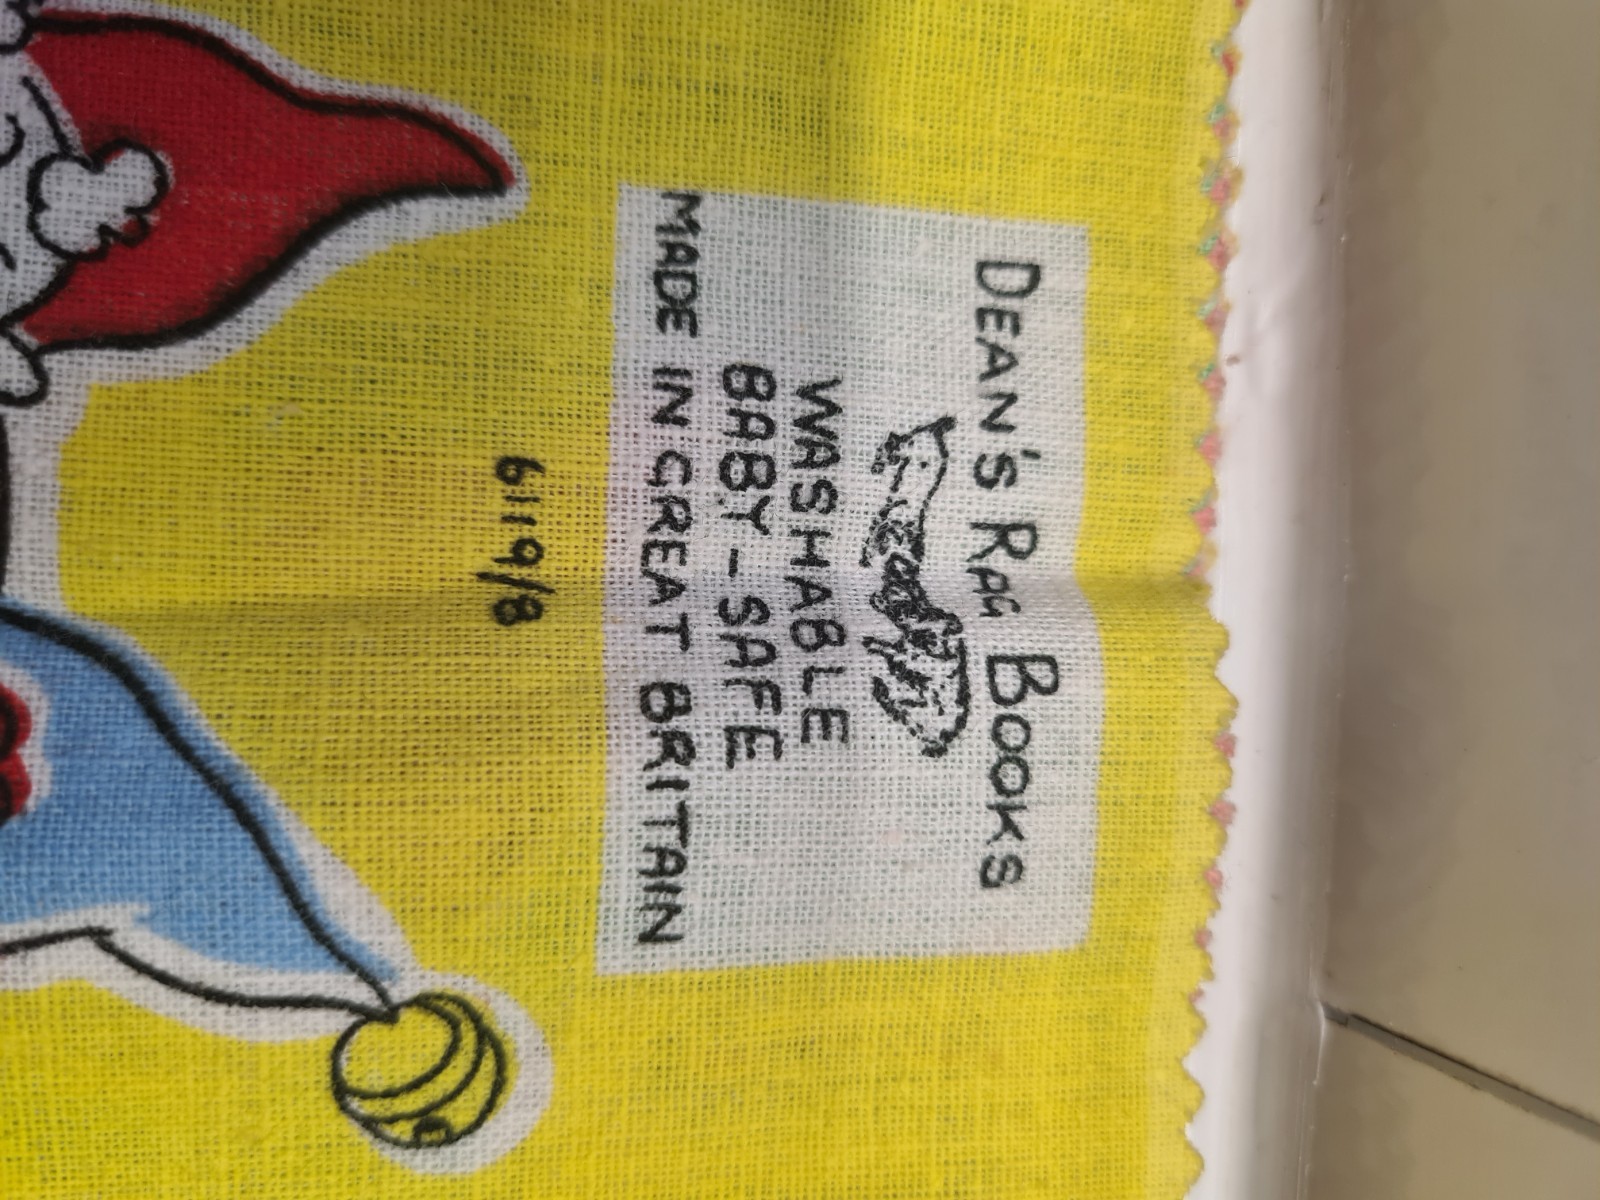 DEAN'S RAG BOOKS
WASHABLE
BABY-SAFE
MADE IN GREAT BRITAIN
6119/8